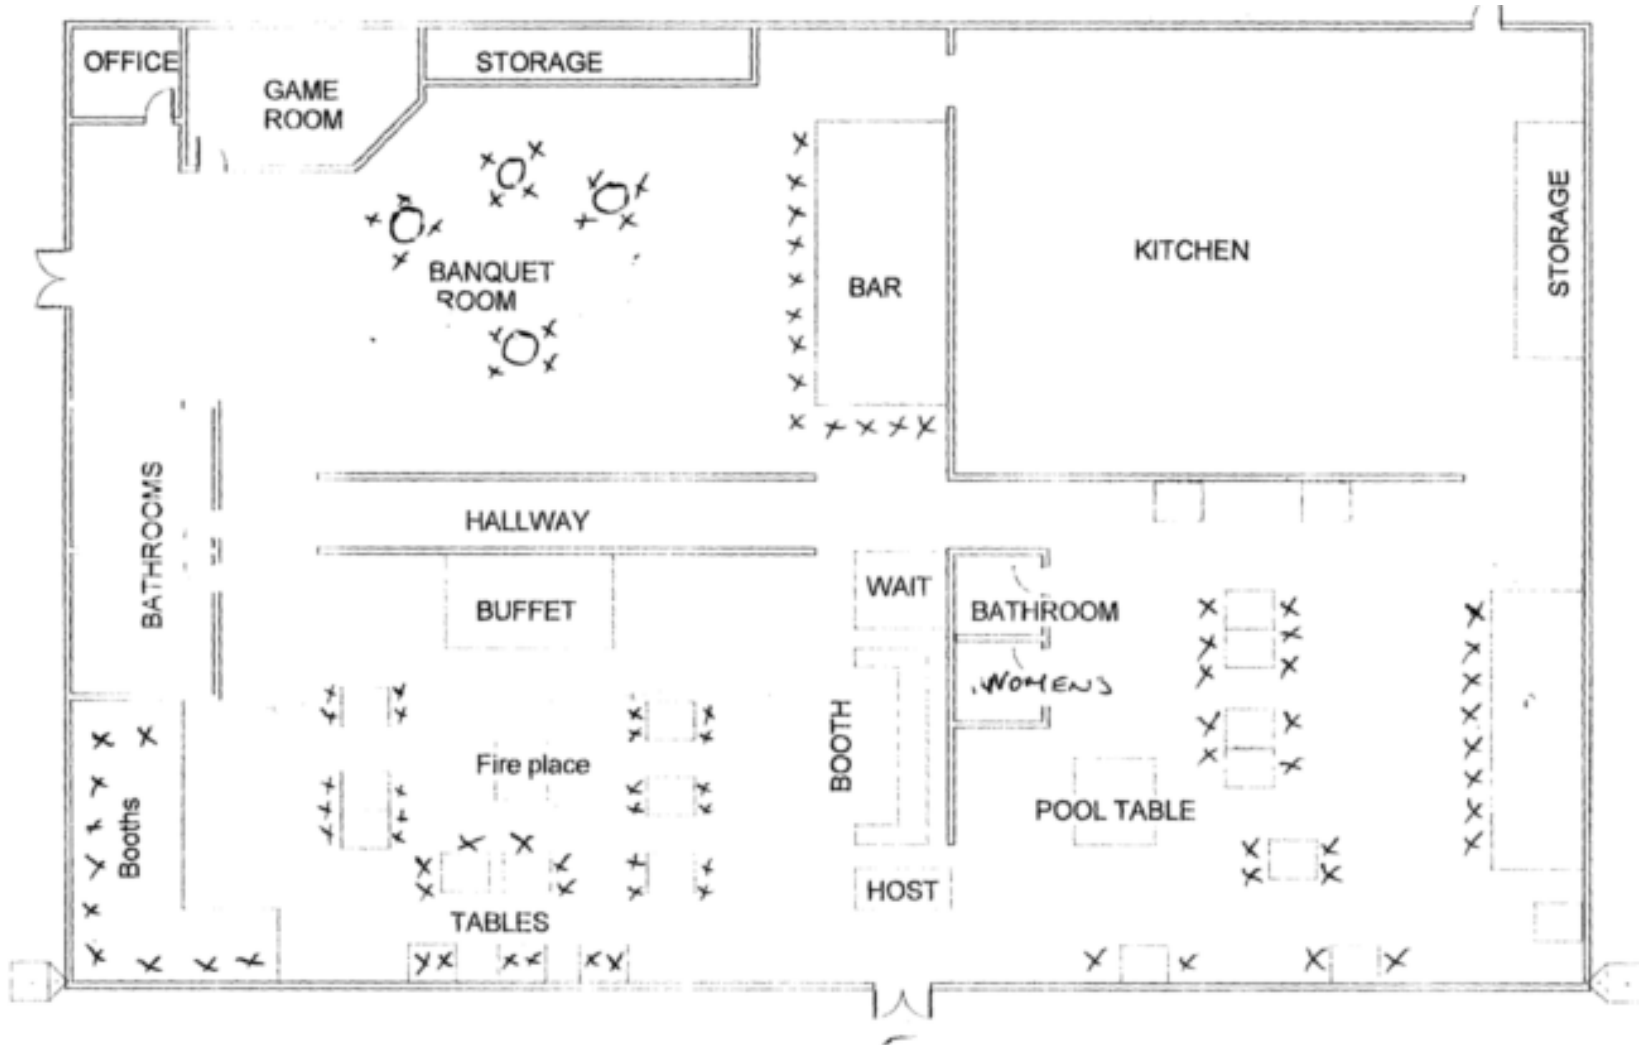 OFFICE
GAME
ROOM
STORAGE
BANQUET
ROOM
BAR
KITCHEN
STORAGE
BATHROOMS
HALLWAY
BUFFET
WAIT
BATHROOM
.WOMENS
BOOTH
Fire place
Booths
POOL TABLE
HOST
TABLES